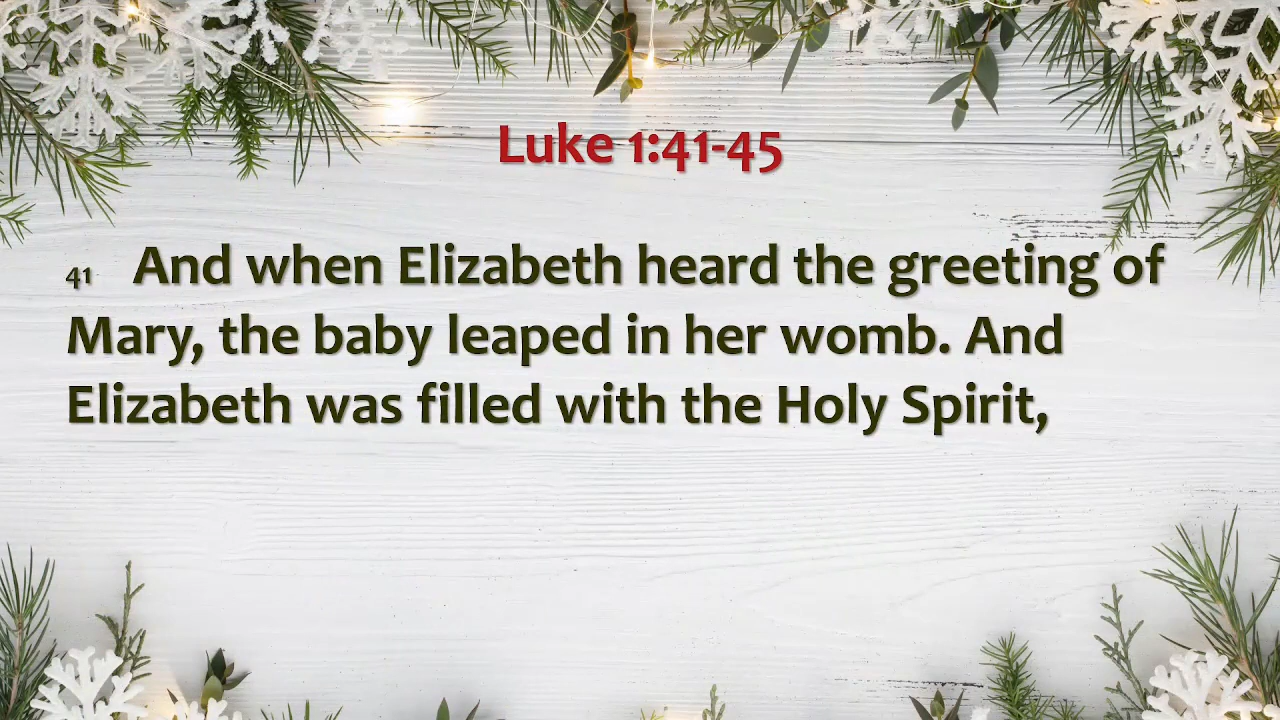 Luke 1:41-45
41 And when Elizabeth heard the greeting of
Mary, the baby leaped in her womb. And
Elizabeth was filled with the Holy Spirit,